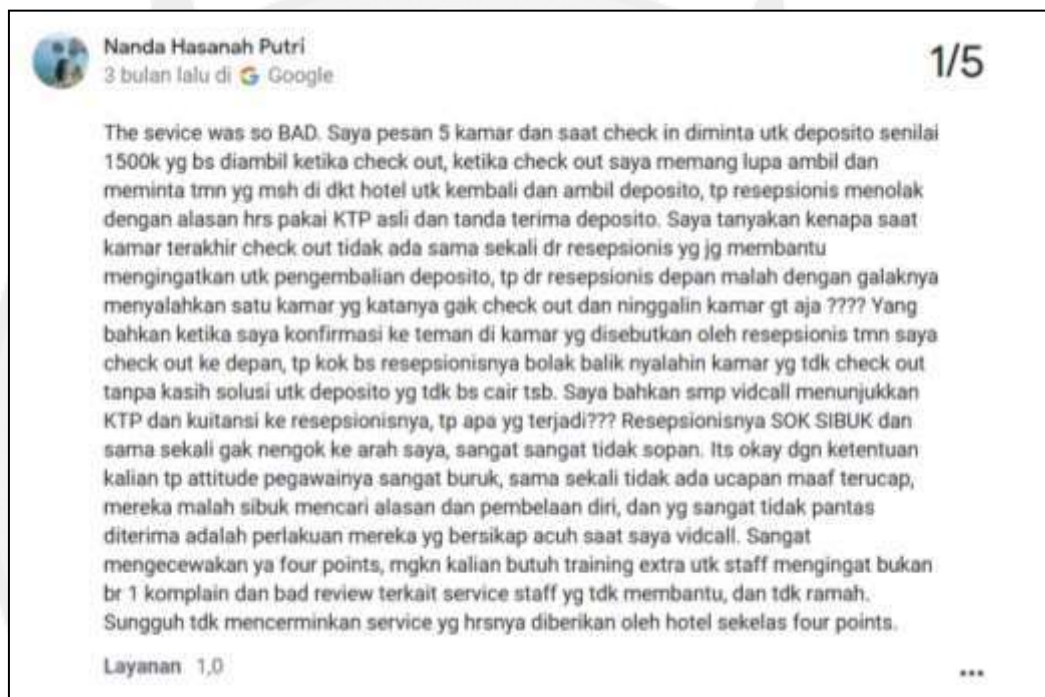 Nanda Hasanah Putri
3 bulan lalu di Google
1/5
The sevice was so BAD. Saya pesan 5 kamar dan saat check in diminta utk deposito senilai
1500k yg bs diambil ketika check out, ketika check out saya memang lupa ambil dan
meminta tmn yg msh di dkt hotel utk kembali dan ambil deposito, tp resepsionis menolak
dengan alasan hrs pakai KTP asli dan tanda terima deposito. Saya tanyakan kenapa saat
kamar terakhir check out tidak ada sama sekali dr resepsionis yg jg membantu
mengingatkan utk pengembalian deposito, tp dr resepsionis depan malah dengan galaknya
menyalahkan satu kamar yg katanya gak check out dan ninggalin kamar gt aja ???? Yang
bahkan ketika saya konfirmasi ke teman di kamar yg disebutkan oleh resepsionis tmn saya
check out ke depan, tp kok bs resepsionisnya bolak balik nyalahin kamar yg tdk check out
tanpa kasih solusi utk deposito yg tdk bs cair tsb. Saya bahkan smp vidcall menunjukkan
KTP dan kuitansi ke resepsionisnya, tp apa yg terjadi??? Resepsionisnya SOK SIBUK dan
sama sekali gak nengok ke arah saya, sangat sangat tidak sopan. Its okay dgn ketentuan
kalian tp attitude pegawainya sangat buruk, sama sekali tidak ada ucapan maaf terucap,
mereka malah sibuk mencari alasan dan pembelaan diri, dan yg sangat tidak pantas
diterima adalah perlakuan mereka yg bersikap acuh saat saya vidcall. Sangat
mengecewakan ya four points, mgkn kalian butuh training extra utk staff mengingat bukan
br 1 komplain dan bad review terkait service staff yg tdk membantu, dan tdk ramah.
Sungguh tdk mencerminkan service yg hrsnya diberikan oleh hotel sekelas four points.
Layanan 1,0